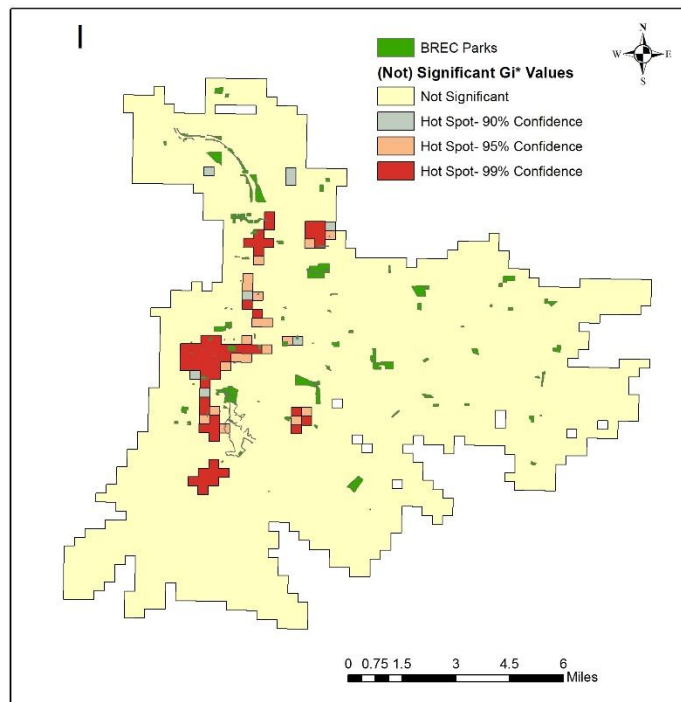 I
BREC Parks
(Not) Significant Gi* Values
Not Significant
Hot Spot- 90% Confidence
Hot Spot- 95% Confidence
Hot Spot- 99% Confidence
N
W E
S
0 0.75 1.5 3 4.5 6
Miles